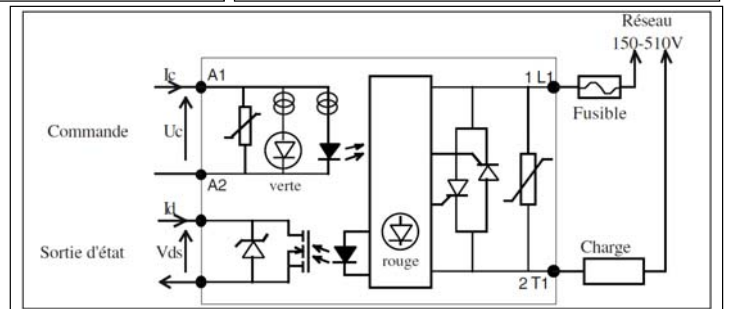 Réseau
150-510V
Ic
A1
1 L1
Fusible
Commande
Uc
A2
verte
Id
Sortie d'état
Vds
rouge
Charge
2 T1